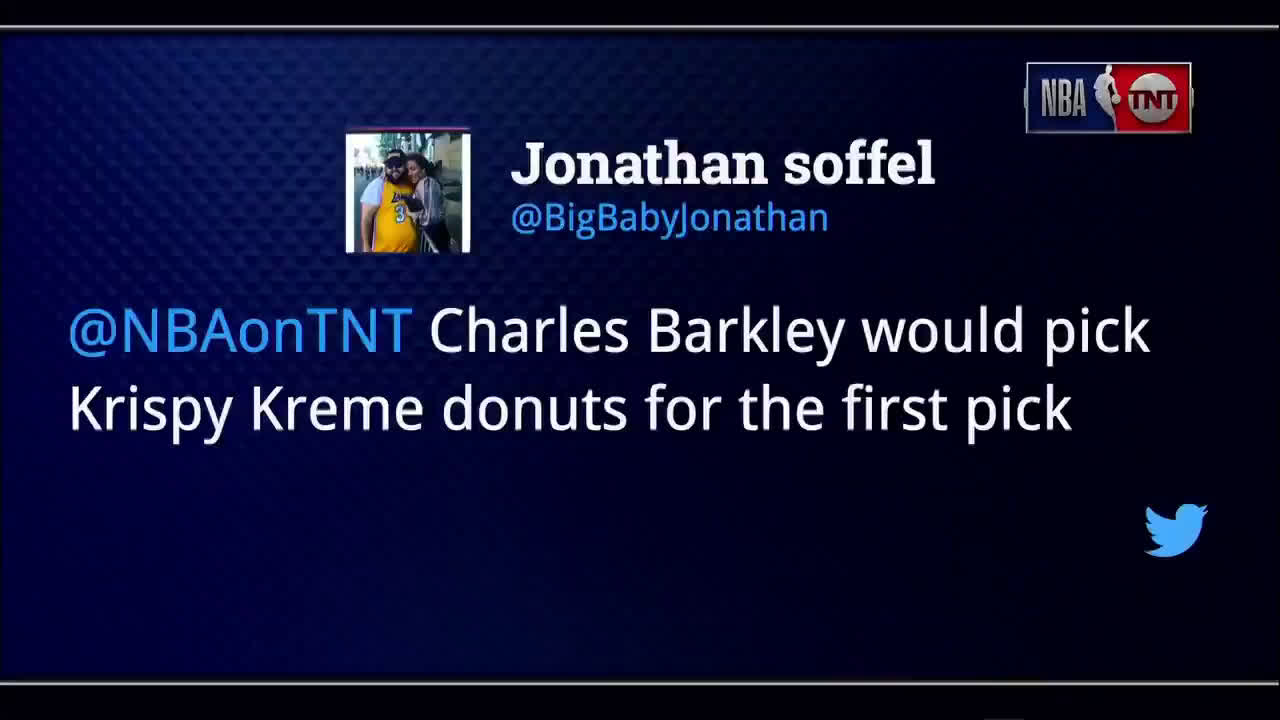 NBA TNT
Jonathan soffel
@BigBabyJonathan
@NBAonTNT Charles Barkley would pick
Krispy Kreme donuts for the first pick